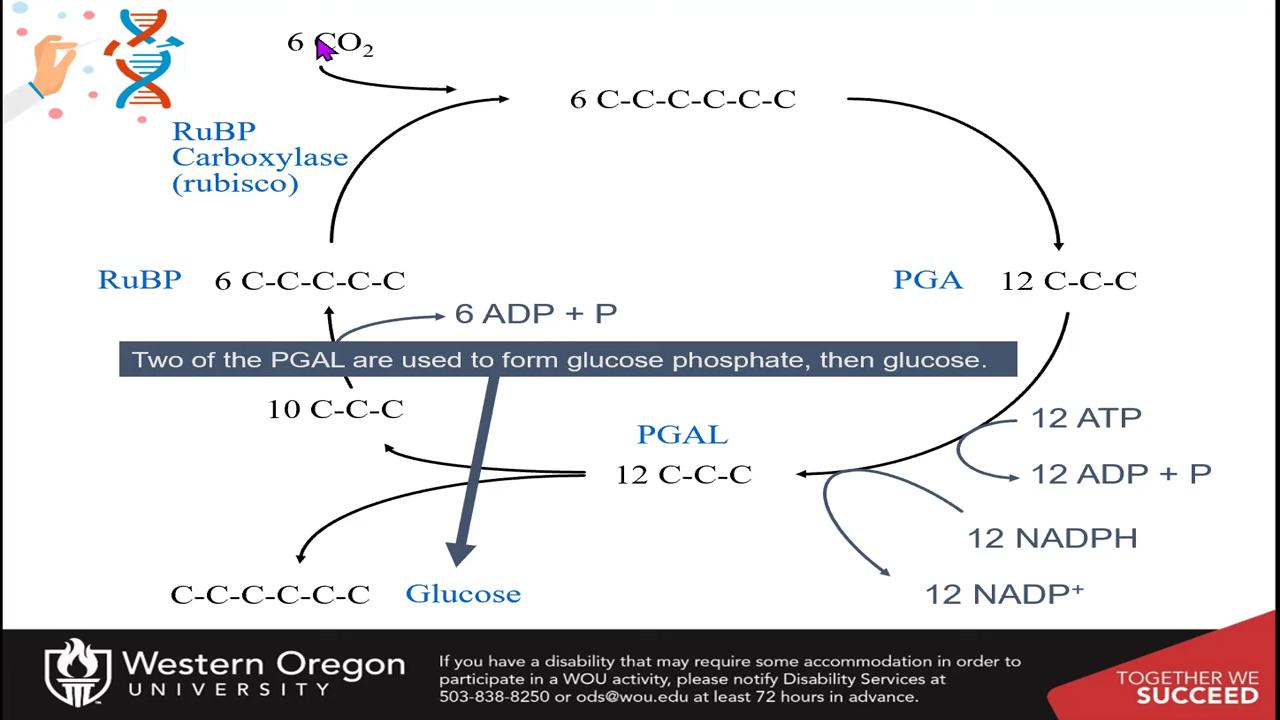 6 CO₂
6 C-C-C-C-C-C
RuBP
Carboxylase
(rubisco)
RuBP 6 C-C-C-C-C
PGA 12 C-C-C
6 ADP + P
Two of the PGAL are used to form glucose phosphate, then glucose.
10 C-C-C
PGAL
12 C-C-C
12 ATP
12 ADP + P
12 NADPH
12 NADP⁺
C-C-C-C-C-C Glucose
Western Oregon
UNIVERSITY
If you have a disability that may require some accommodation in order to
participate in a WOU activity, please notify Disability Services at
503-838-8250 or ods@wou.edu at least 72 hours in advance.
TOGETHER WE
SUCCEED